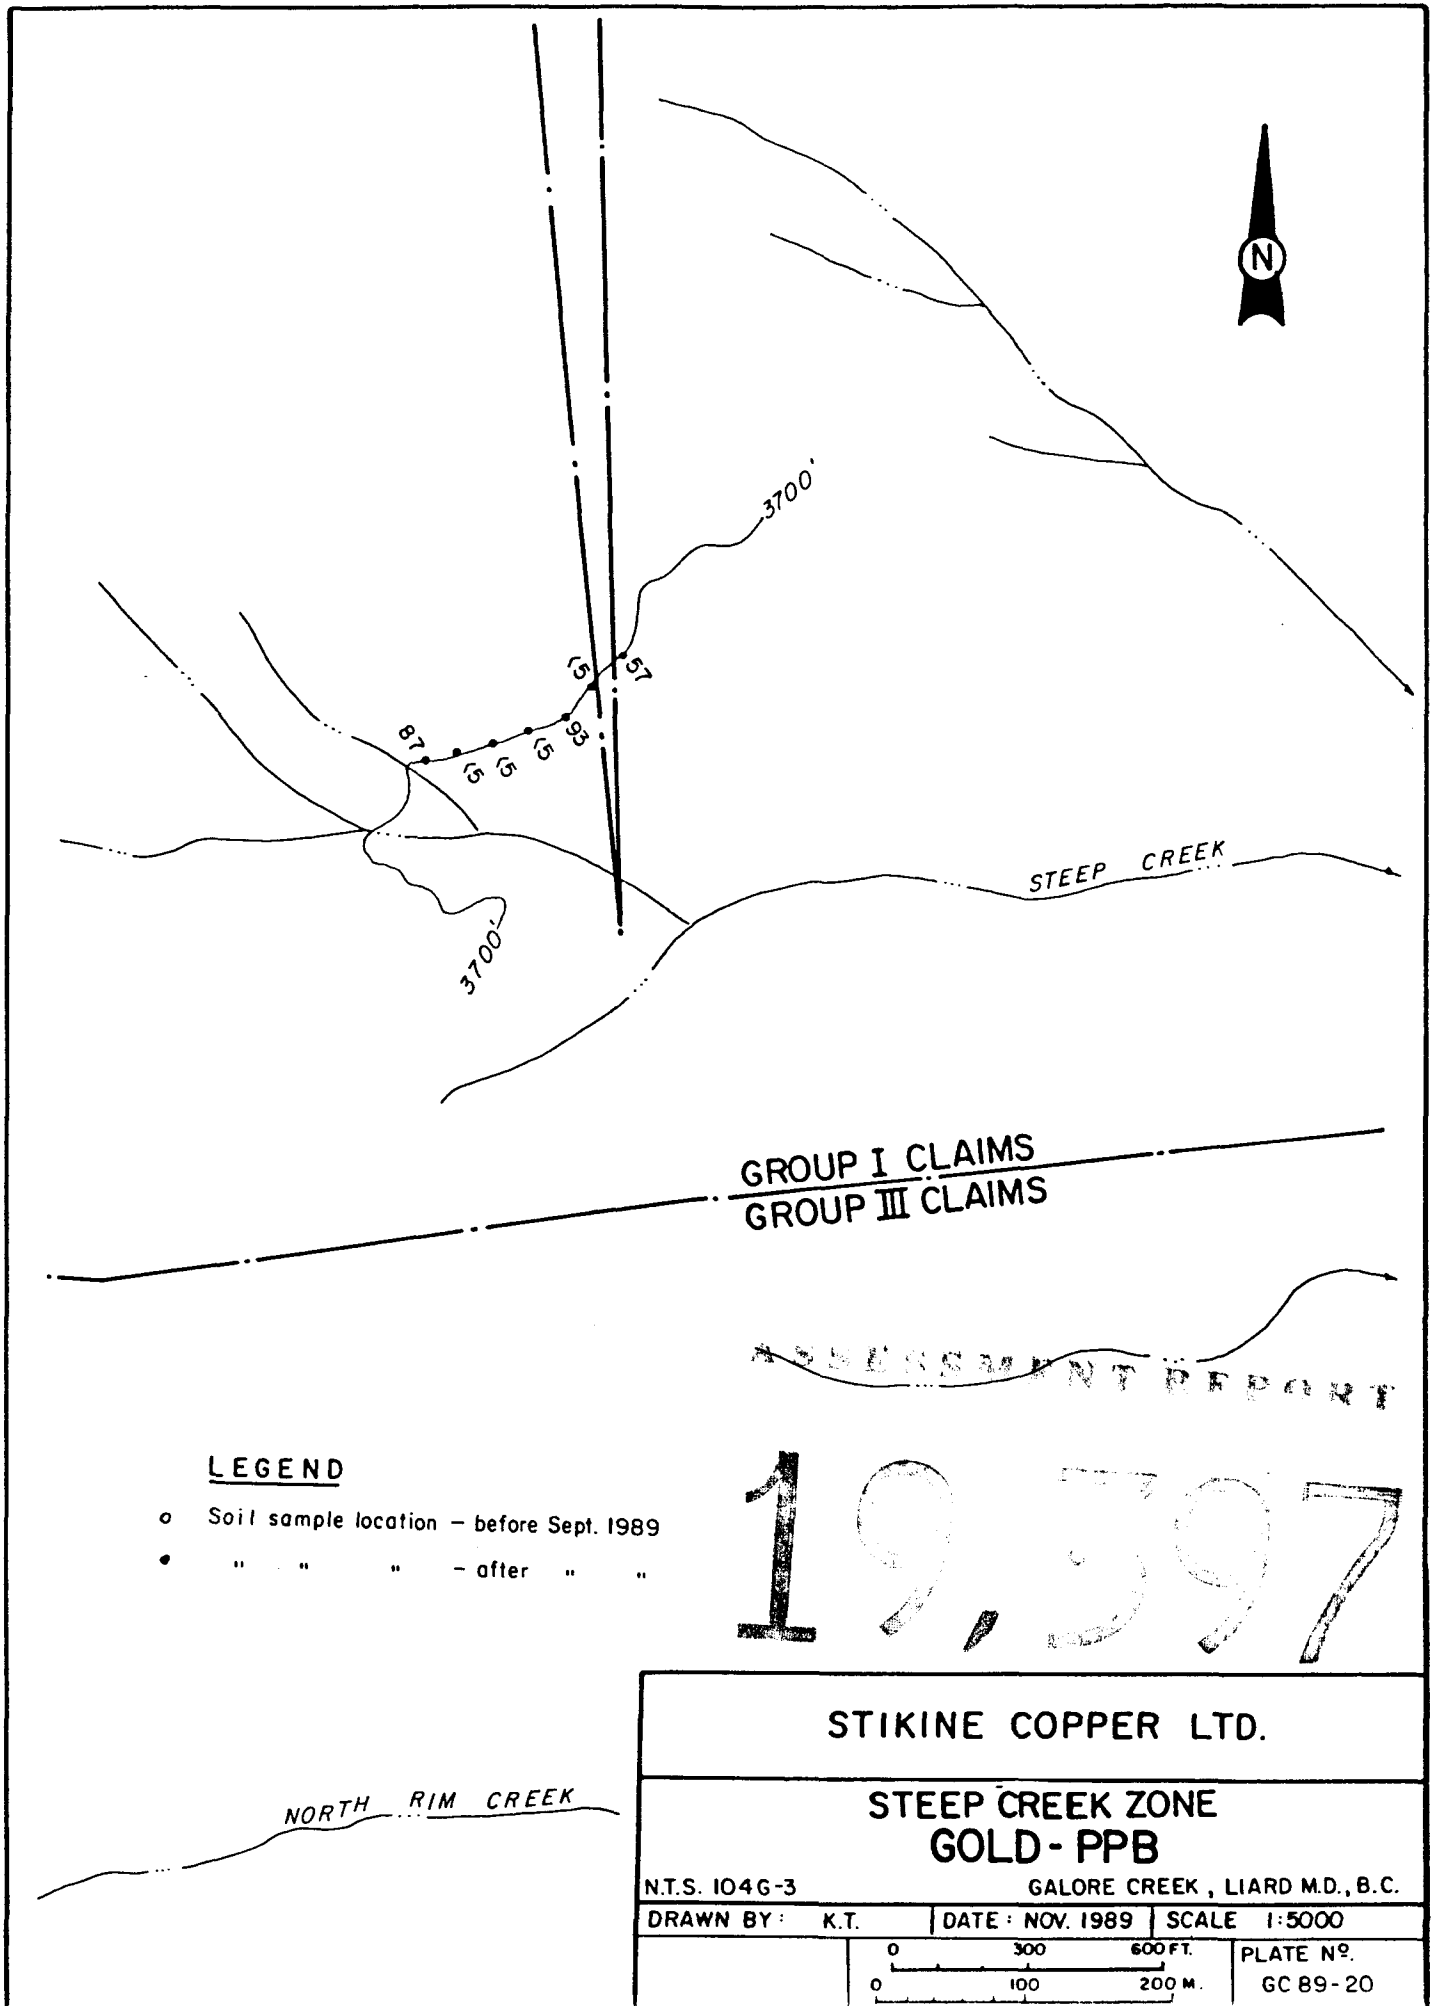 N
3700'
<5
57
87
93
<5
<5
<5
STEEP CREEK
3700'
GROUP I CLAIMS
GROUP III CLAIMS
ASSESSMENT REPORT
19,397
LEGEND
o Soil sample location - before Sept. 1989
• " " " - after " "
STIKINE COPPER LTD.
STEEP CREEK ZONE
GOLD - PPB
N.T.S. 104G-3 GALORE CREEK, LIARD M.D., B.C.
DRAWN BY: K.T. DATE: NOV. 1989 SCALE 1:5000
0 300 600 FT.
0 100 200 M.
PLATE Nº.
GC 89-20
NORTH RIM CREEK